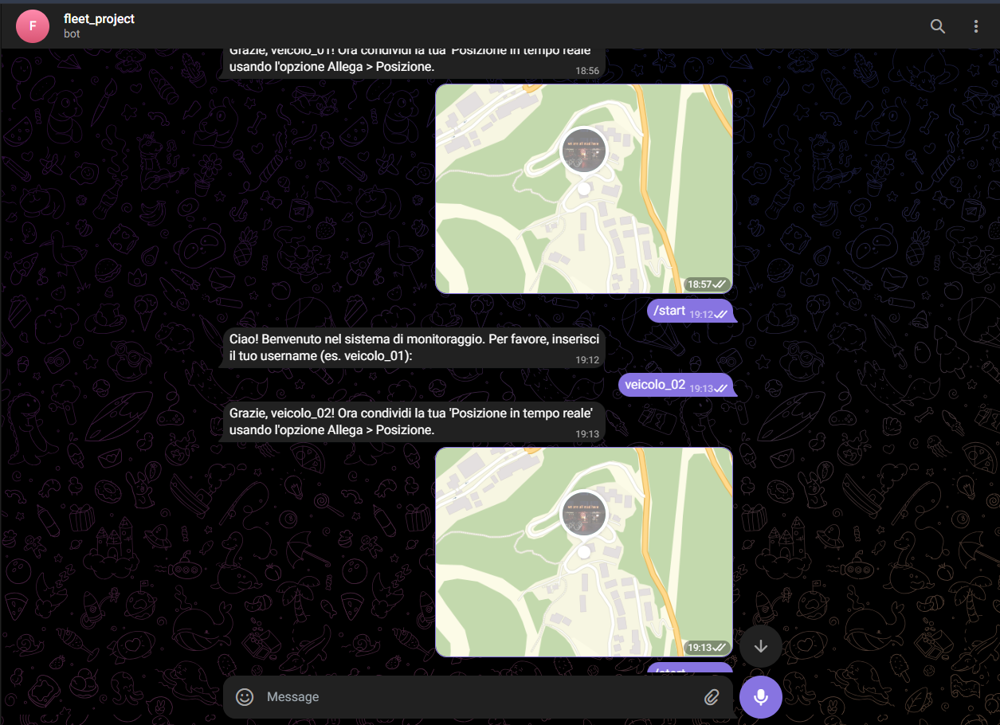 F
fleet_project
bot
Grazie, veicolo_01! Ora condividi la tua 'Posizione in tempo reale'
usando l'opzione Allega > Posizione.
18:56
18:57
/start 19:12
Ciao! Benvenuto nel sistema di monitoraggio. Per favore, inserisci
il tuo username (es. veicolo_01):
19:12
veicolo_02 19:13
Grazie, veicolo_02! Ora condividi la tua 'Posizione in tempo reale'
usando l'opzione Allega > Posizione.
19:13
19:13
/start
Message